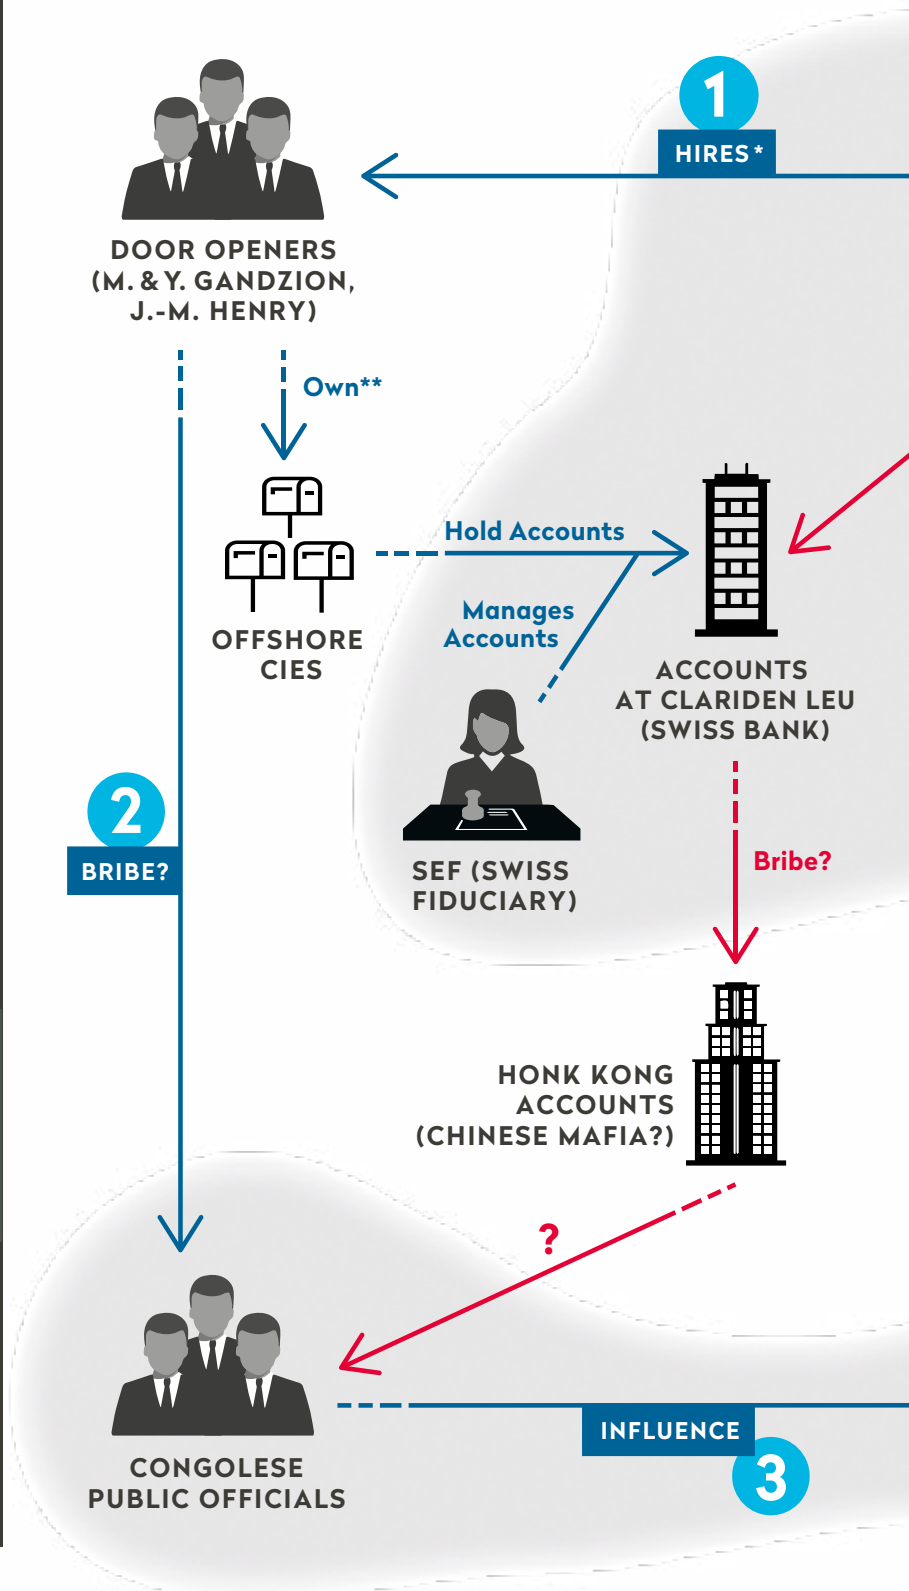 1
HIRES *
DOOR OPENERS
(M. & Y. GANDZION,
J.-M. HENRY)
Own**
Hold Accounts
Manages
Accounts
OFFSHORE
CIES
ACCOUNTS
AT CLARIDEN LEU
(SWISS BANK)
2
BRIBE?
SEF (SWISS
FIDUCIARY)
Bribe?
HONK KONG
ACCOUNTS
(CHINESE MAFIA?)
?
CONGOLESE
PUBLIC OFFICIALS
INFLUENCE
3